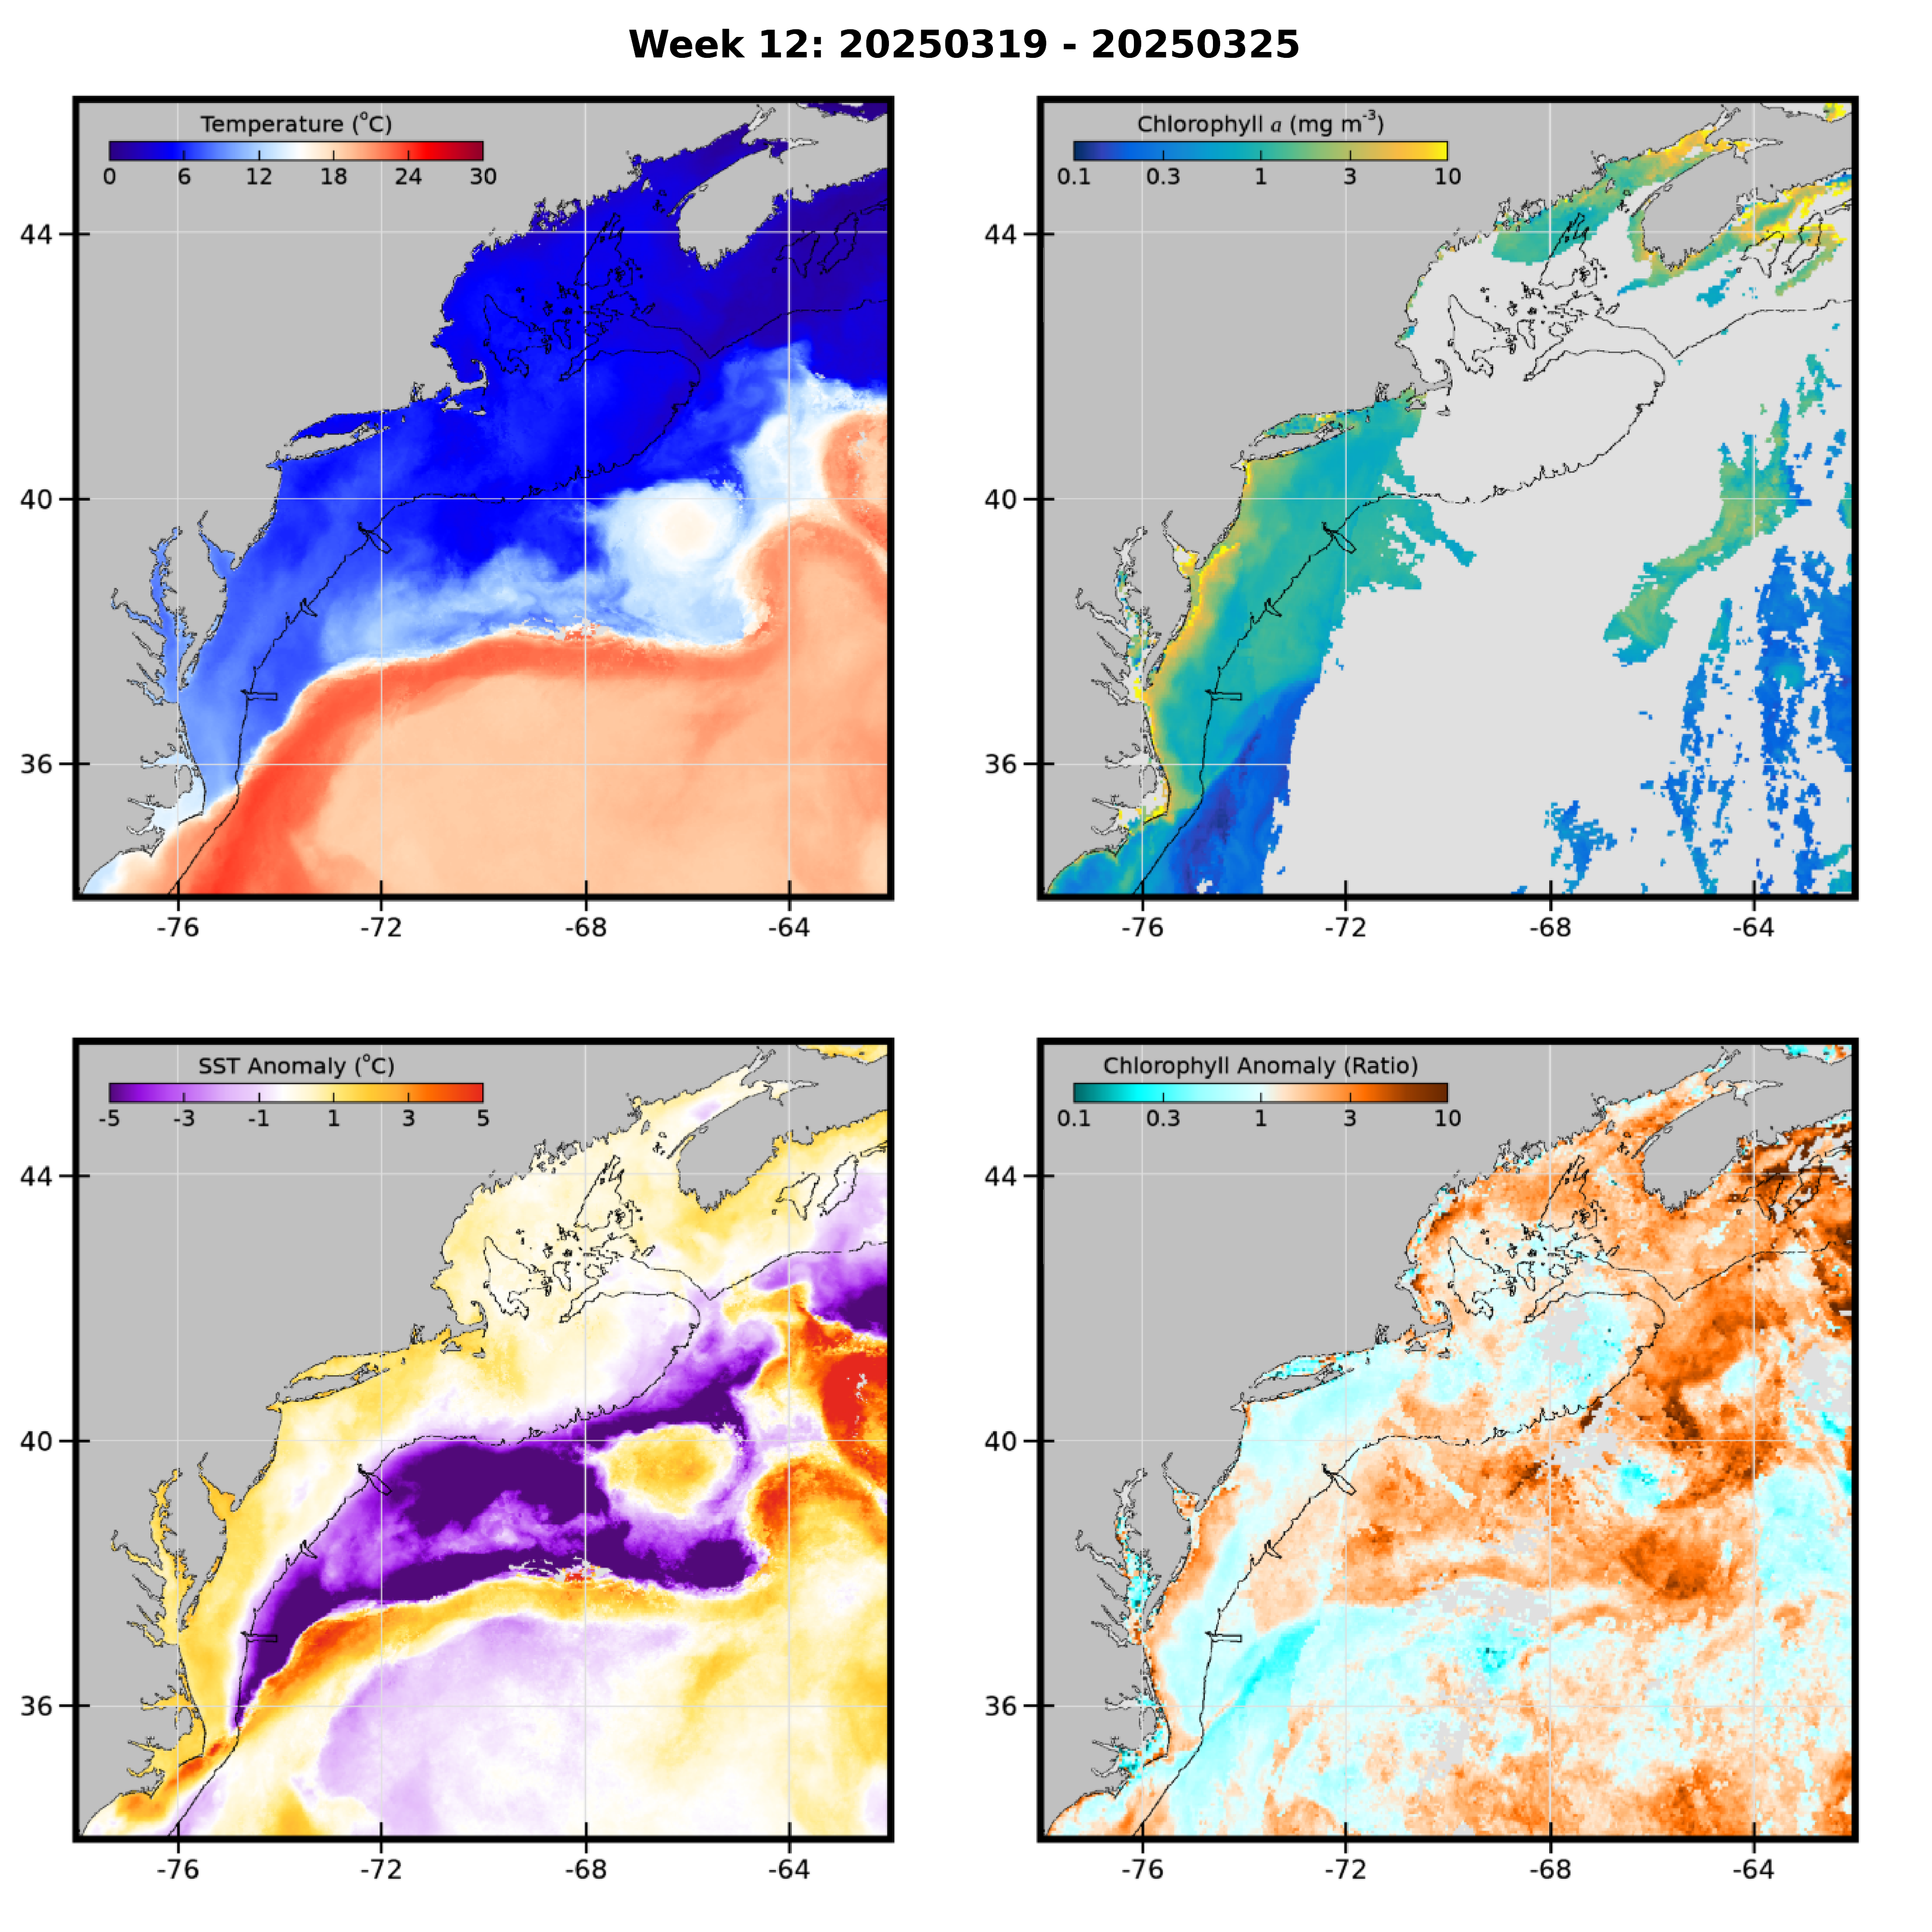 Week 12: 20250319 - 20250325
Temperature (°C)
0 6 12 18 24 30
44
40
36
-76 -72 -68 -64
Chlorophyll a (mg m⁻³)
0.1 0.3 1 3 10
44
40
36
-76 -72 -68 -64
SST Anomaly (°C)
-5 -3 -1 1 3 5
44
40
36
-76 -72 -68 -64
Chlorophyll Anomaly (Ratio)
0.1 0.3 1 3 10
44
40
36
-76 -72 -68 -64